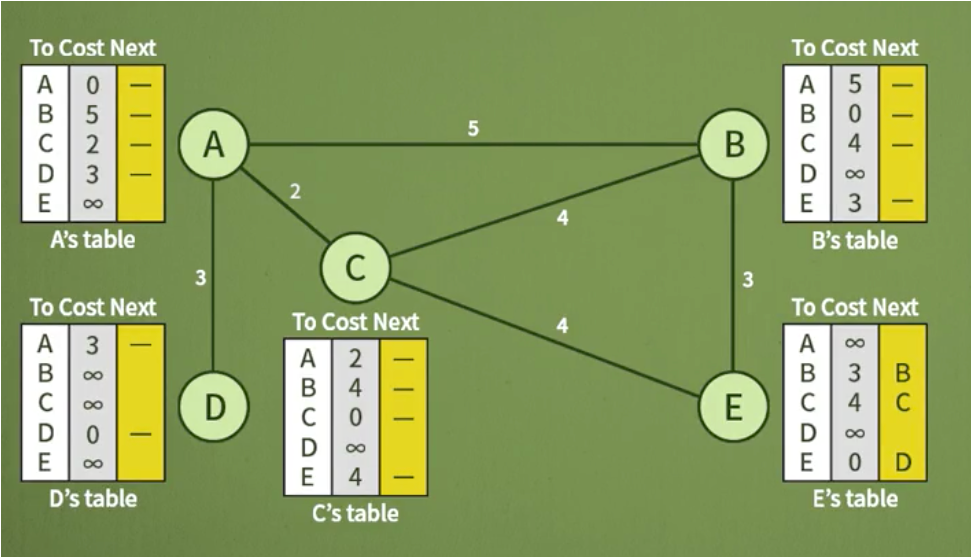 To Cost Next
A 0 —
B 5 —
C 2 —
D 3 —
E ∞
A's table
To Cost Next
A 5 —
B 0 —
C 4 —
D ∞
E 3 —
B's table
A
5
B
2
4
C
3
3
4
D
E
To Cost Next
A 3 —
B ∞
C ∞
D 0 —
E ∞
D's table
To Cost Next
A 2 —
B 4 —
C 0 —
D ∞
E 4 —
C's table
To Cost Next
A ∞
B 3 B
C 4 C
D ∞
E 0 D
E's table